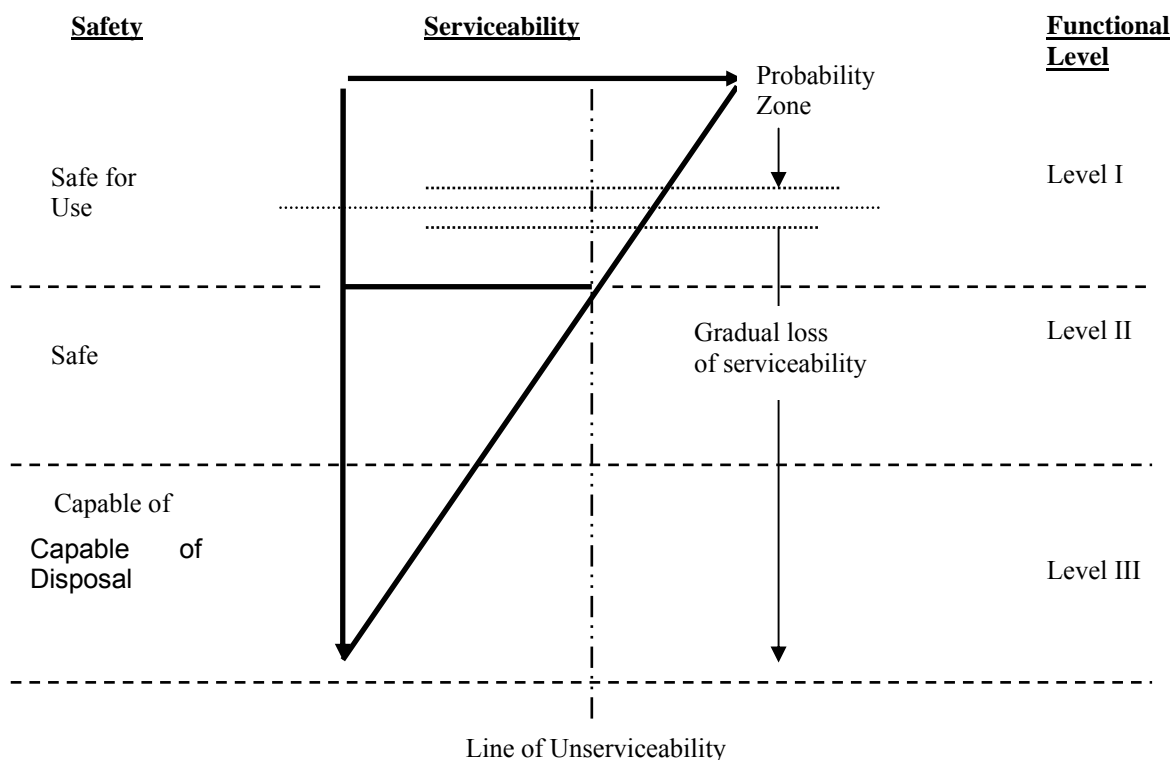 Safety
Serviceability
Functional
Level
Probability
Zone
Safe for
Use
Level I
Safe
Gradual loss
of serviceability
Level II
Capable of
Capable of
Disposal
Level III
Line of Unserviceability